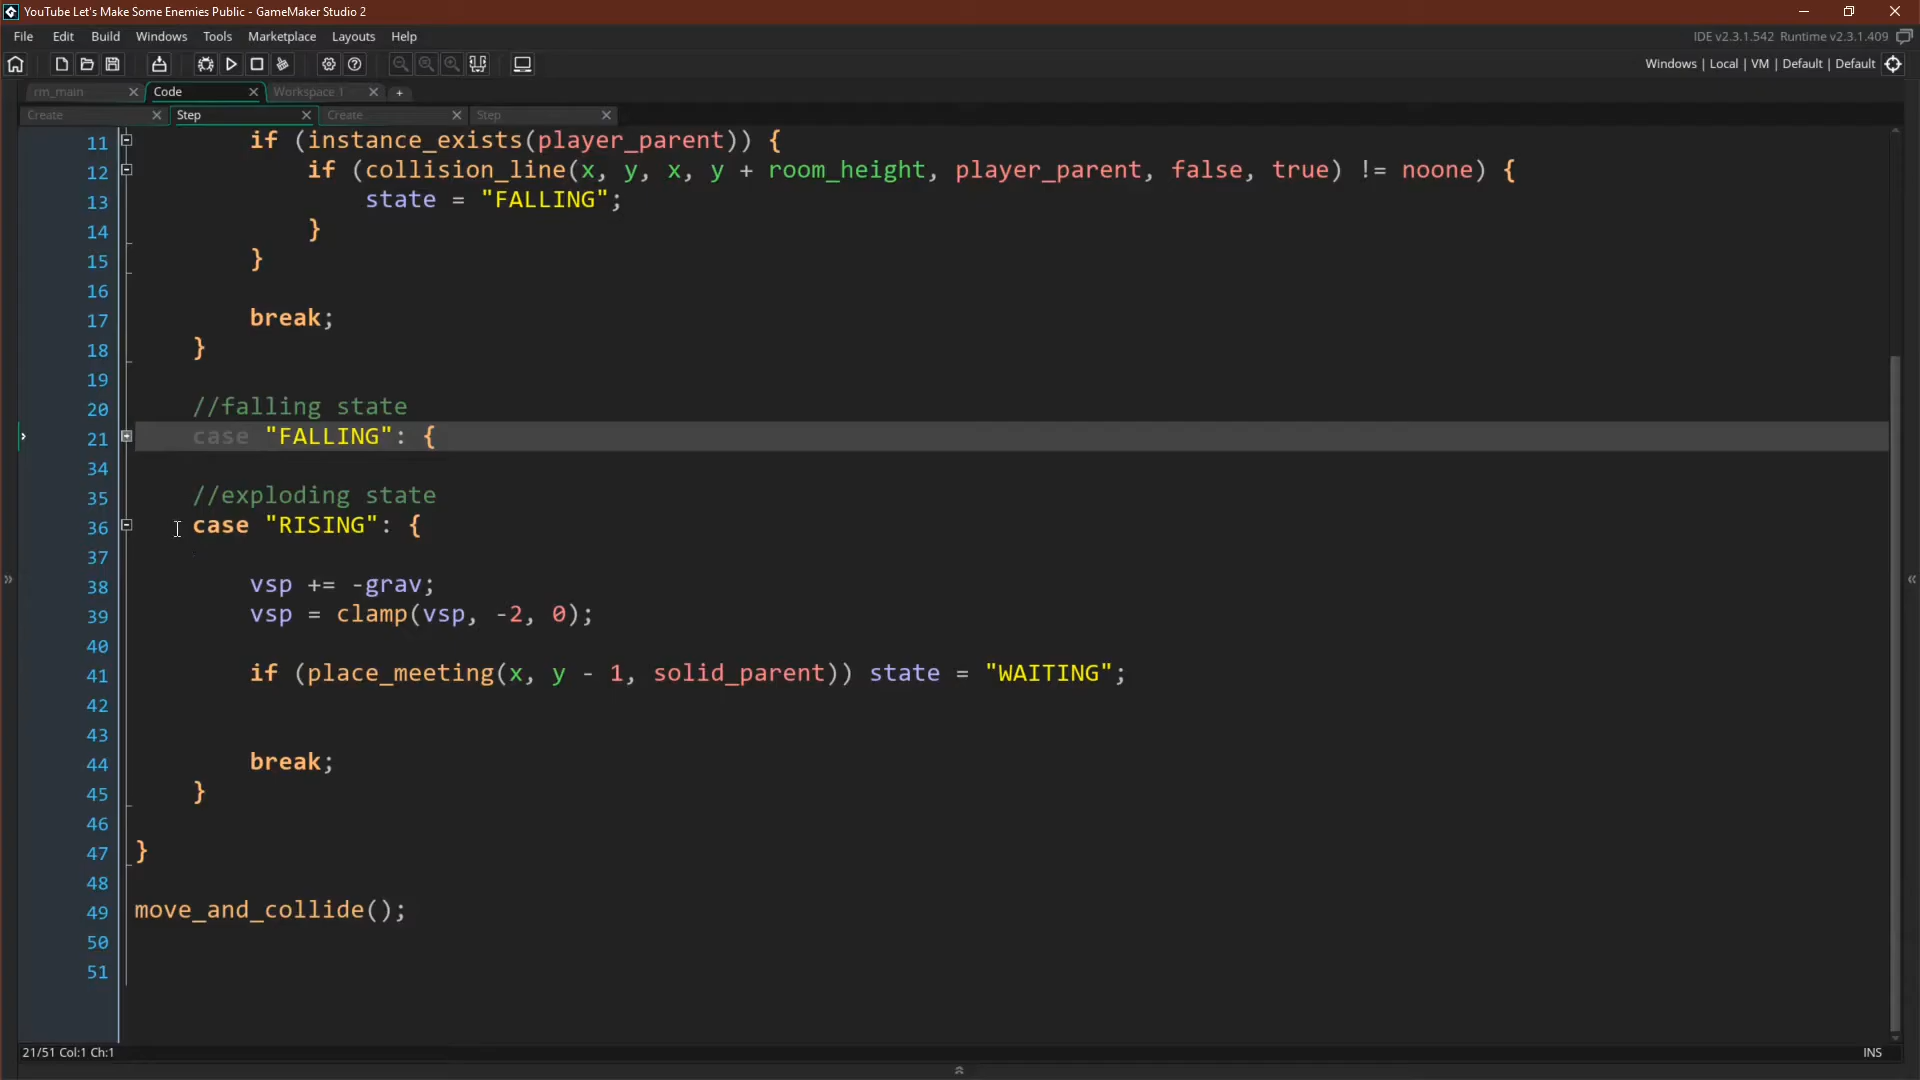 YouTube Let's Make Some Enemies Public - GameMaker Studio 2
File Edit Build Windows Tools Marketplace Layouts Help
IDE v2.3.1.542 Runtime v2.3.1.409
Windows | Local | VM | Default | Default
rm_main Code Workspace 1 +
Create Step Create Step
11 if (instance_exists(player_parent)) {
12 if (collision_line(x, y, x, y + room_height, player_parent, false, true) != noone) {
13 state = "FALLING";
14 }
15 }
16
17 break;
18 }
19
20 //falling state
21 case "FALLING": {
34
35 //exploding state
36 case "RISING": {
37
38 vsp += -grav;
39 vsp = clamp(vsp, -2, 0);
40
41 if (place_meeting(x, y - 1, solid_parent)) state = "WAITING";
42
43
44 break;
45 }
46
47 }
48
49 move_and_collide();
50
51
21/51 Col:1 Ch:1
INS